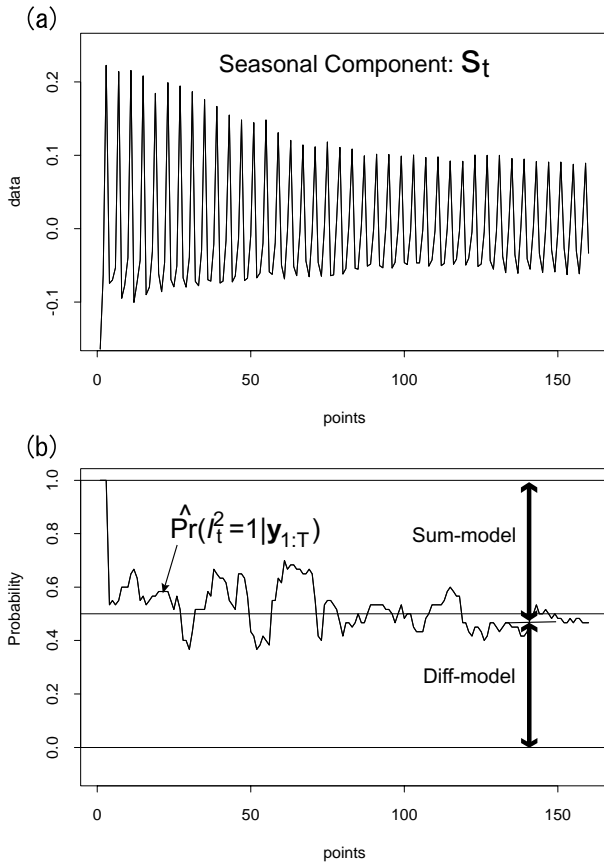 (a)
Seasonal Component: St
data
0.2
0.1
0.0
-0.1
0
50
100
150
points
(b)
Probability
1.0
0.8
0.6
0.4
0.2
0.0
P̂r(I²t=1|y1:T)
Sum-model
Diff-model
0
50
100
150
points